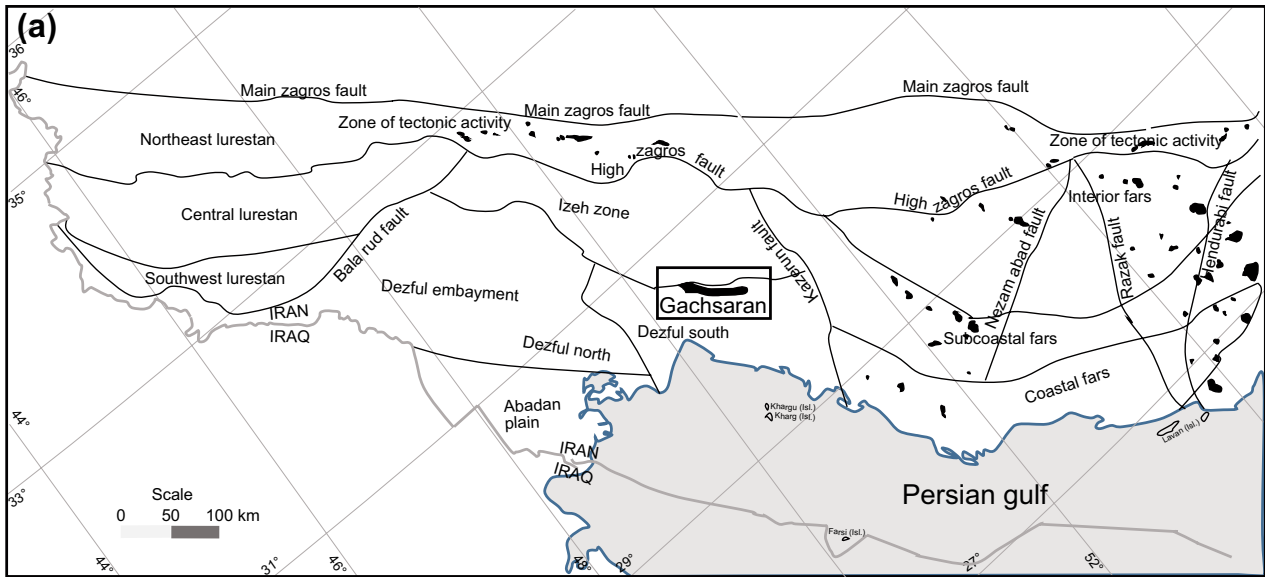 (a)
36°
46°
35°
44°
33°
Main zagros fault
Main zagros fault
Main zagros fault
Northeast lurestan
Zone of tectonic activity
Zone of tectonic activity
High zagros fault
High zagros fault
Central lurestan
Izeh zone
Interior fars
Bala rud fault
Kazerun fault
Nezam abad fault
Razak fault
Hendurabi fault
Southwest lurestan
Dezful embayment
Gachsaran
IRAN
IRAQ
Dezful south
Dezful north
Subcoastal fars
Coastal fars
Abadan
plain
Khargu (Isl.)
Kharg (Isl.)
Lavan (Isl.)
IRAN
IRAQ
Persian gulf
Scale
0 50 100 km
Farsi (Isl.)
44°
31°
46°
48°
29°
27°
52°